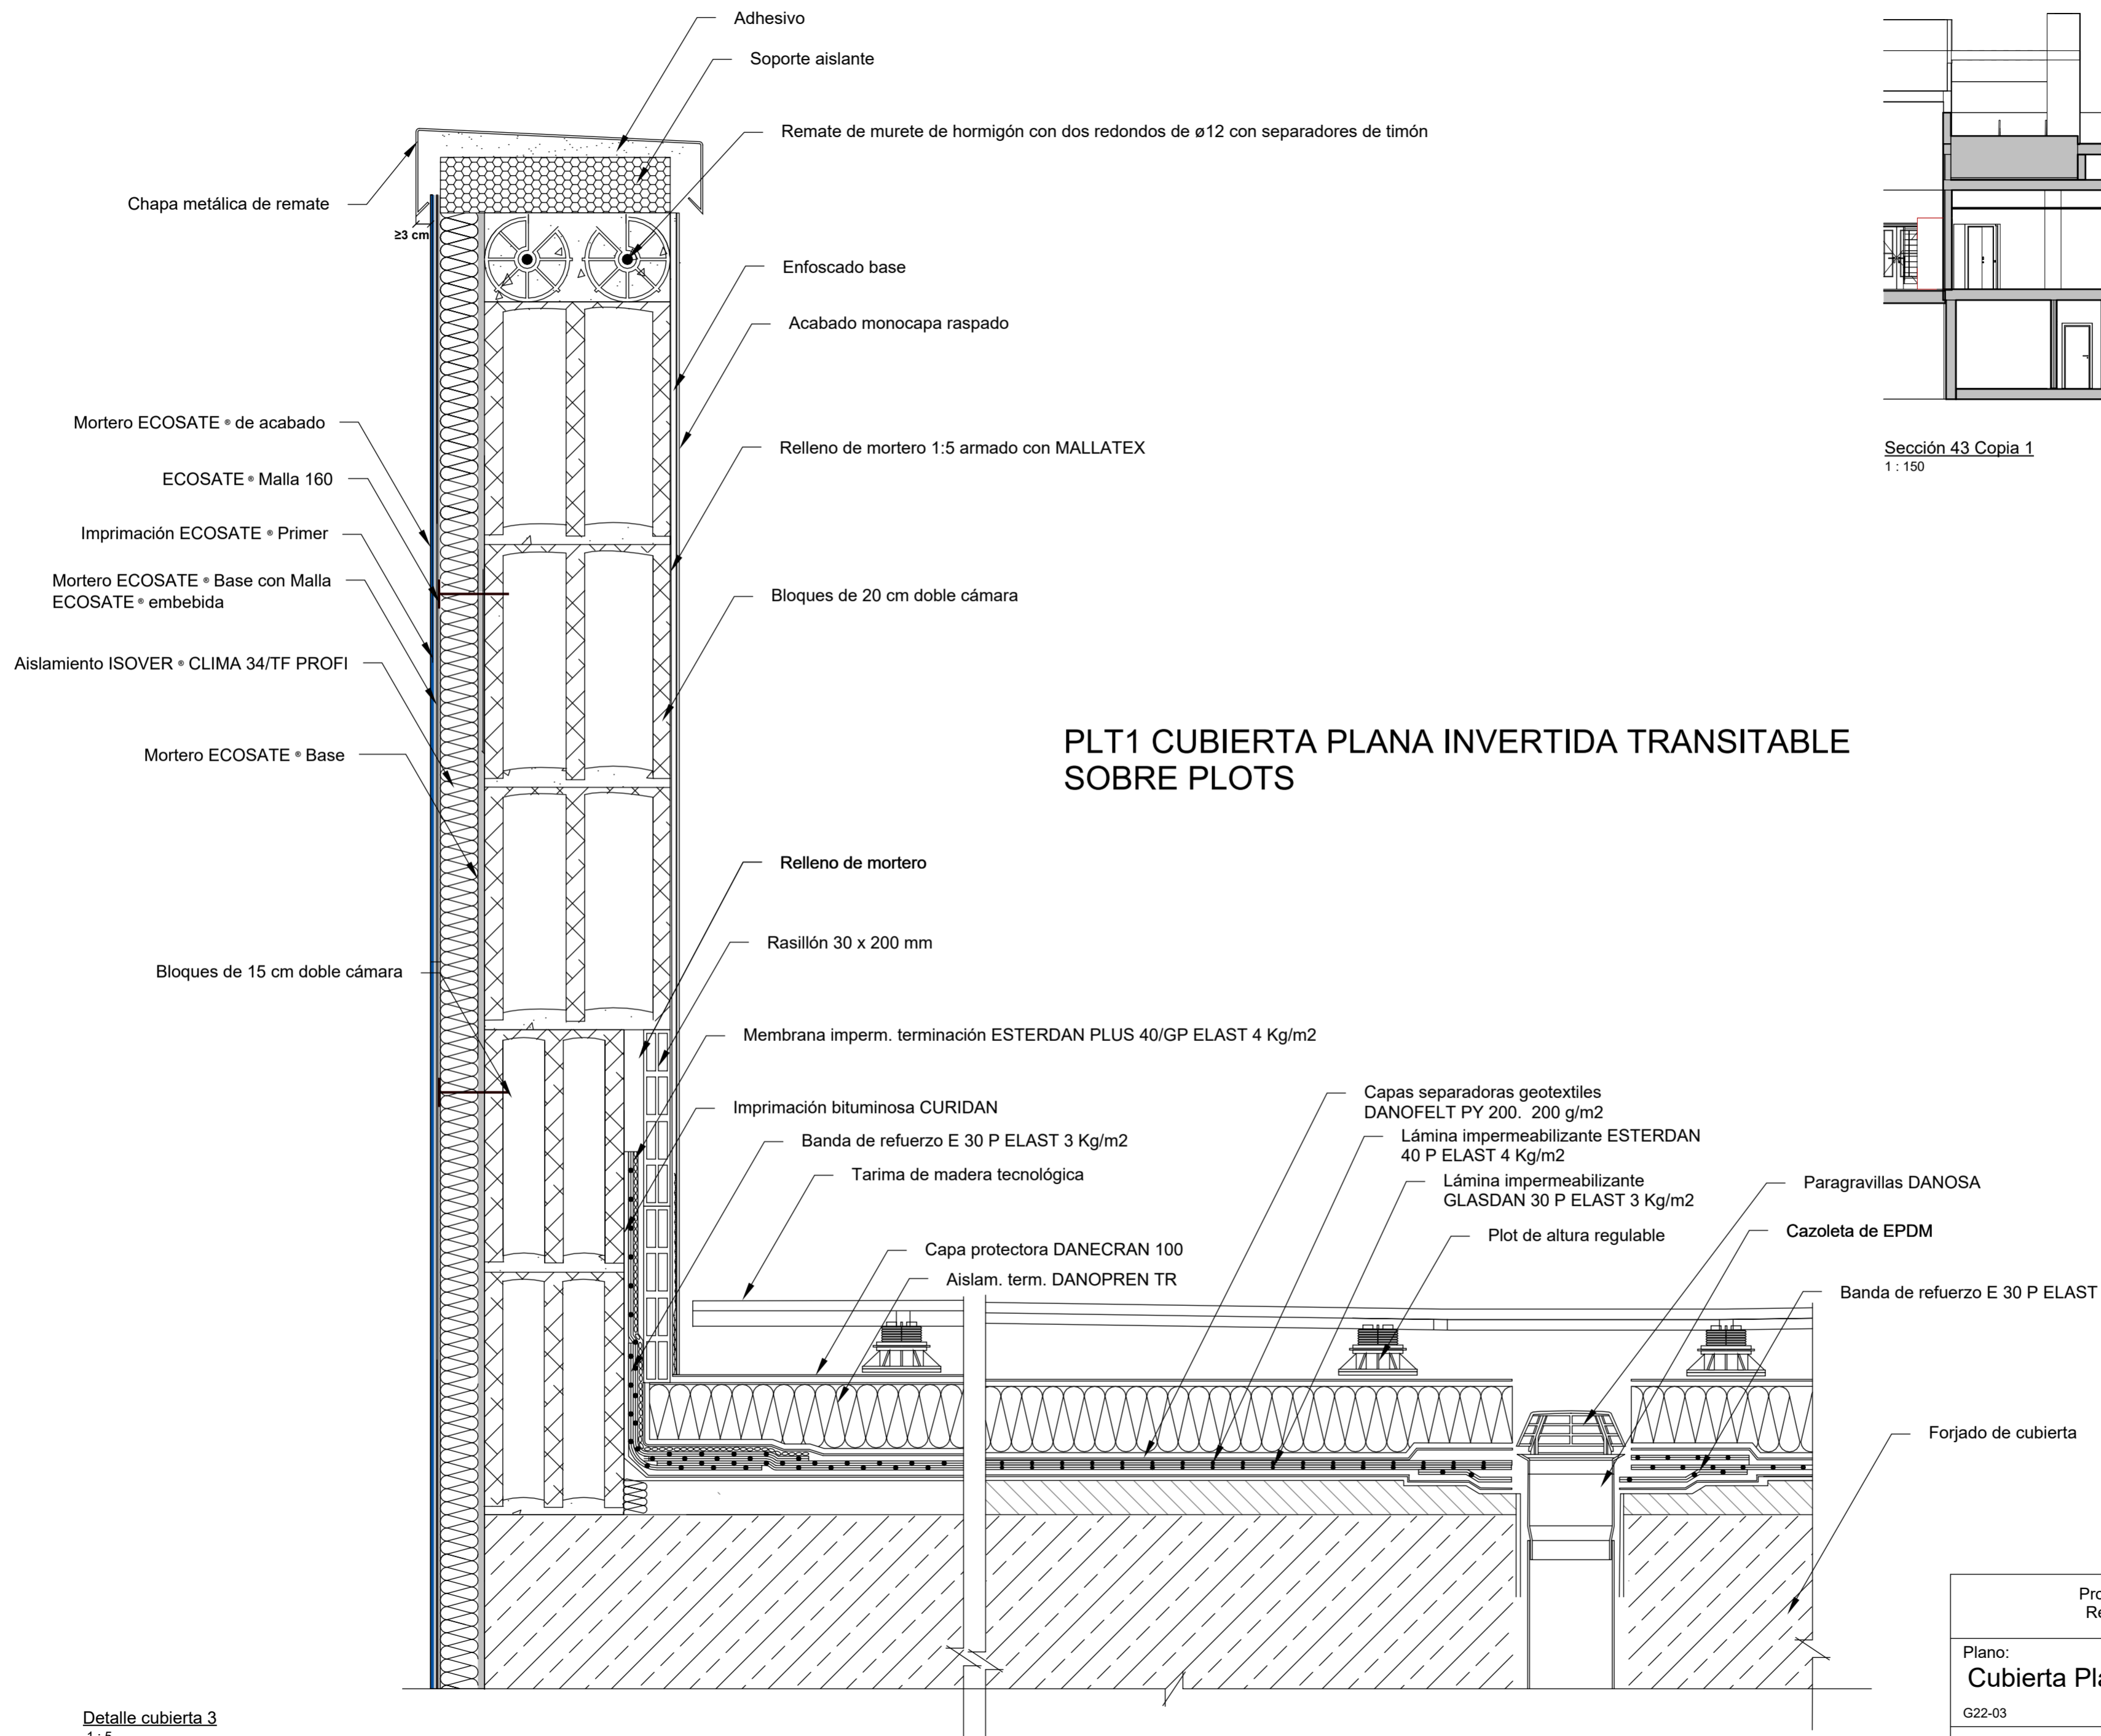 Adhesivo
Soporte aislante
Remate de murete de hormigón con dos redondos de ø12 con separadores de timón
Chapa metálica de remate
≥3 cm
Enfoscado base
Acabado monocapa raspado
Mortero ECOSATE ® de acabado
Relleno de mortero 1:5 armado con MALLATEX
ECOSATE ® Malla 160
Imprimación ECOSATE ® Primer
Mortero ECOSATE ® Base con Malla
ECOSATE ® embebida
Bloques de 20 cm doble cámara
Aislamiento ISOVER ® CLIMA 34/TF PROFI
Mortero ECOSATE ® Base
Sección 43 Copia 1
1 : 150
PLT1 CUBIERTA PLANA INVERTIDA TRANSITABLE
SOBRE PLOTS
Relleno de mortero
Rasillón 30 x 200 mm
Bloques de 15 cm doble cámara
Membrana imperm. terminación ESTERDAN PLUS 40/GP ELAST 4 Kg/m2
Imprimación bituminosa CURIDAN
Banda de refuerzo E 30 P ELAST 3 Kg/m2
Tarima de madera tecnológica
Capas separadoras geotextiles
DANOFELT PY 200. 200 g/m2
Lámina impermeabilizante ESTERDAN
40 P ELAST 4 Kg/m2
Lámina impermeabilizante
GLASDAN 30 P ELAST 3 Kg/m2
Plot de altura regulable
Capa protectora DANECRAN 100
Aislam. term. DANOPREN TR
Paragravillas DANOSA
Cazoleta de EPDM
Banda de refuerzo E 30 P ELAST
Forjado de cubierta
Plano:
Cubierta
G22-03
Detalle cubierta 3